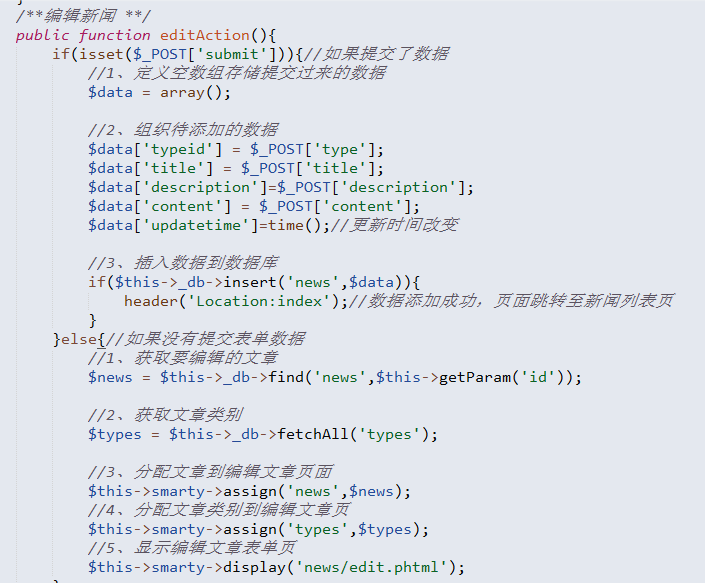 /**编辑新闻 **/
public function editAction(){
if(isset($_POST['submit'])){//如果提交了数据
//1、定义空数组存储提交过来的数据
$data = array();
//2、组织待添加的数据
$data['typeid'] = $_POST['type'];
$data['title'] = $_POST['title'];
$data['description']=$_POST['description'];
$data['content'] = $_POST['content'];
$data['updatetime']=time();//更新时间改变
//3、插入数据到数据库
if($this->_db->insert('news',$data)){
header('Location:index');//数据添加成功，页面跳转至新闻列表页
}
}else{//如果没有提交表单数据
//1、获取要编辑的文章
$news = $this->_db->find('news',$this->getParam('id'));
//2、获取文章类别
$types = $this->_db->fetchAll('types');
//3、分配文章到编辑文章页面
$this->smarty->assign('news',$news);
//4、分配文章类别到编辑文章页
$this->smarty->assign('types',$types);
//5、显示编辑文章表单页
$this->smarty->display('news/edit.phtml');